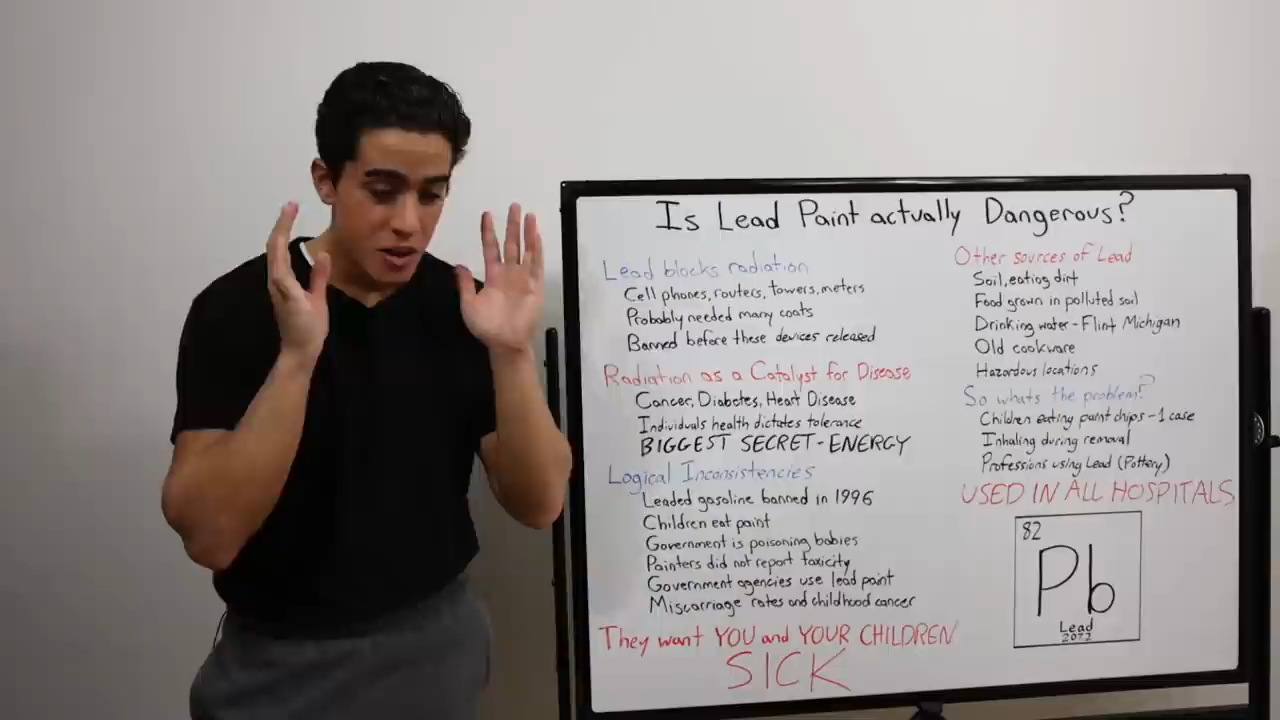 Is Lead Paint actually Dangerous?
Lead blocks radiation
Cell phones, routers, towers, meters
Probably needed many coats
Banned before these devices released
Radiation as a Catalyst for Disease
Cancer, Diabetes, Heart Disease
Individuals health dictates tolerance
BIGGEST SECRET - ENERGY
Logical Inconsistencies
Leaded gasoline banned in 1996
Children eat paint
Government is poisoning babies
Painters did not report toxicity
Government agencies use lead paint
Miscarriage rates and childhood cancer
They want YOU and YOUR CHILDREN
SICK
Other sources of Lead
Soil, eating dirt
Food grown in polluted soil
Drinking water - Flint Michigan
Old cookware
Hazardous locations
So whats the problem?
Children eating paint chips - 1 case
Inhaling during removal
Professions using Lead (Pottery)
USED IN ALL HOSPITALS
82
Pb
Lead
207.2